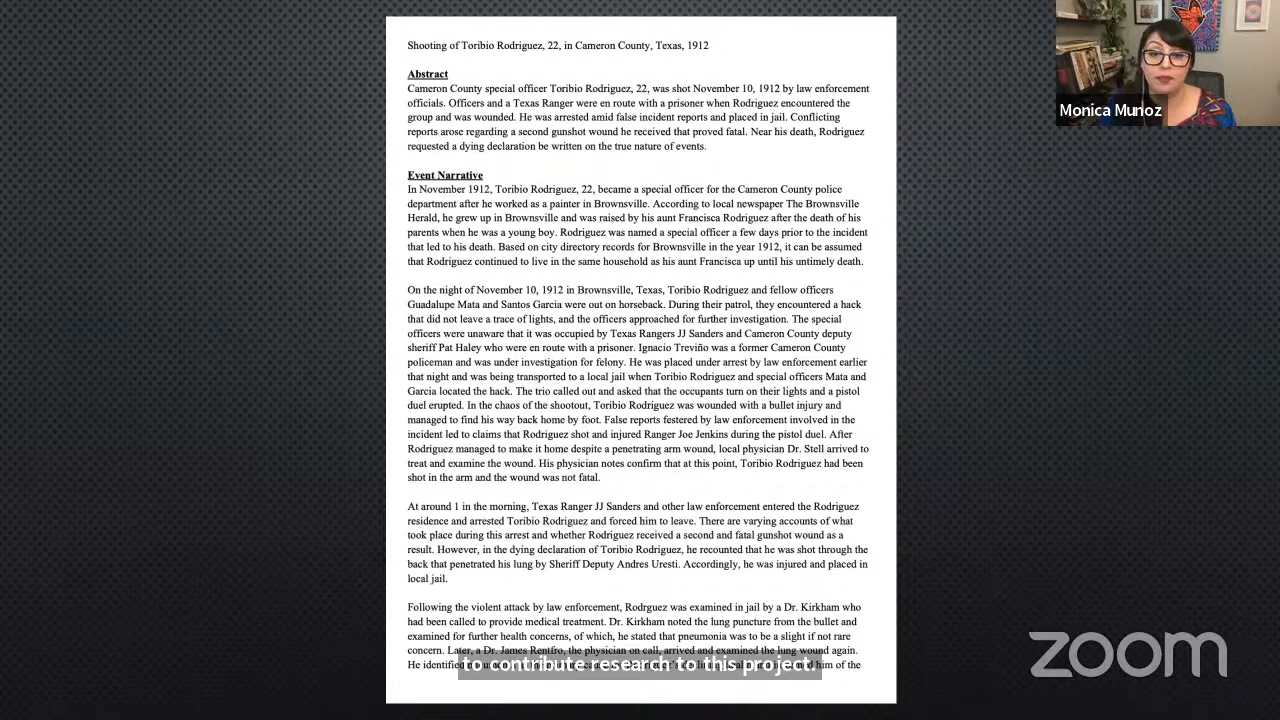 Shooting of Toribio Rodriguez, 22, in Cameron County, Texas, 1912
Abstract
Cameron County special officer Toribio Rodriguez, 22, was shot November 10, 1912 by law enforcement
officials. Officers and a Texas Ranger were en route with a prisoner when Rodriguez encountered the
group and was wounded. He was arrested amid false incident reports and placed in jail. Conflicting
reports arose regarding a second gunshot wound he received that proved fatal. Near his death, Rodriguez
requested a dying declaration be written on the true nature of events.
Event Narrative
In November 1912, Toribio Rodriguez, 22, became a special officer for the Cameron County police
department after he worked as a painter in Brownsville. According to local newspaper The Brownsville
Herald, he grew up in Brownsville and was raised by his aunt Francisca Rodriguez after the death of his
parents when he was a young boy. Rodriguez was named a special officer a few days prior to the incident
that led to his death. Based on city directory records for Brownsville in the year 1912, it can be assumed
that Rodriguez continued to live in the same household as his aunt Francisca up until his untimely death.
On the night of November 10, 1912 in Brownsville, Texas, Toribio Rodriguez and fellow officers
Guadalupe Mata and Santos Garcia were out on horseback. During their patrol, they encountered a hack
that did not leave a trace of lights, and the officers approached for further investigation. The special
officers were unaware that it was occupied by Texas Rangers JJ Sanders and Cameron County deputy
sheriff Pat Haley who were en route with a prisoner. Ignacio Treviño was a former Cameron County
policeman and was under investigation for felony. He was placed under arrest by law enforcement earlier
that night and was being transported to a local jail when Toribio Rodriguez and special officers Mata and
Garcia located the hack. The trio called out and asked that the occupants turn on their lights and a pistol
duel erupted. In the chaos of the shootout, Toribio Rodriguez was wounded with a bullet injury and
managed to find his way back home by foot. False reports festered by law enforcement involved in the
incident led to claims that Rodriguez shot and injured Ranger Joe Jenkins during the pistol duel. After
Rodriguez managed to make it home despite a penetrating arm wound, local physician Dr. Stell arrived to
treat and examine the wound. His physician notes confirm that at this point, Toribio Rodriguez had been
shot in the arm and the wound was not fatal.
At around 1 in the morning, Texas Ranger JJ Sanders and other law enforcement entered the Rodriguez
residence and arrested Toribio Rodriguez and forced him to leave. There are varying accounts of what
took place during this arrest and whether Rodriguez received a second and fatal gunshot wound as a
result. However, in the dying declaration of Toribio Rodriguez, he recounted that he was shot through the
back that penetrated his lung by Sheriff Deputy Andres Uresti. Accordingly, he was injured and placed in
local jail.
Following the violent attack by law enforcement, Rodrguez was examined in jail by a Dr. Kirkham who
had been called to provide medical treatment. Dr. Kirkham noted the lung puncture from the bullet and
examined for further health concerns, of which, he stated that pneumonia was to be a slight if not rare
concern. Later, a Dr. James Rentfro, the physician on call, arrived and examined the lung wound again.
He identified him of the
to contribute research to this project.
Monica Munoz
zoom